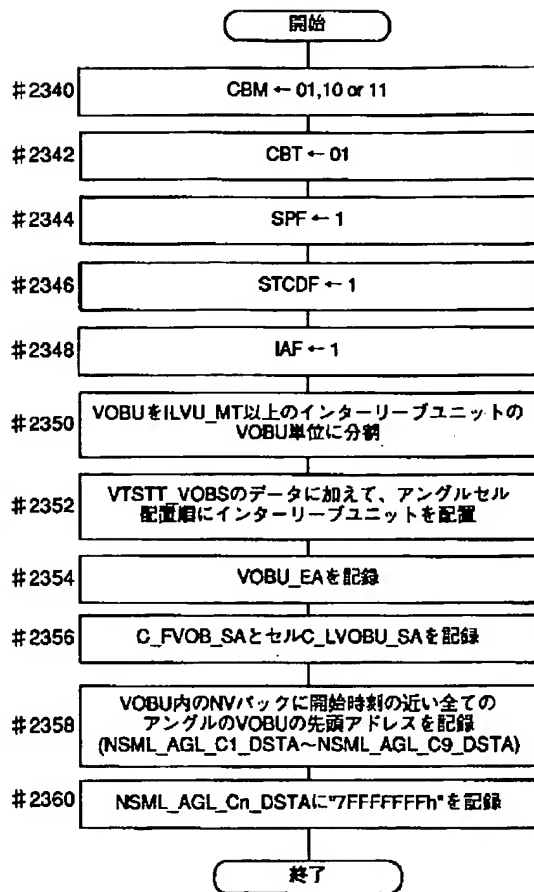 開始
#2340
CBM ← 01,10 or 11
#2342
CBT ← 01
#2344
SPF ← 1
#2346
STCDF ← 1
#2348
IAF ← 1
#2350
VOBUをILVU_MT以上のインターリーブユニットの
VOBU単位に分割
#2352
VTSTT_VOBSのデータに加えて、アングルセル
配置順にインターリーブユニットを配置
#2354
VOBU_EAを記録
#2356
C_FVOB_SAとセルC_LVOBU_SAを記録
#2358
VOBU内のNVパックに開始時刻の近い全ての
アングルのVOBUの先頭アドレスを記録
(NSML_AGL_C1_DSTA～NSML_AGL_C9_DSTA)
#2360
NSML_AGL_Cn_DSTAに"7FFFFFFFh"を記録
終了